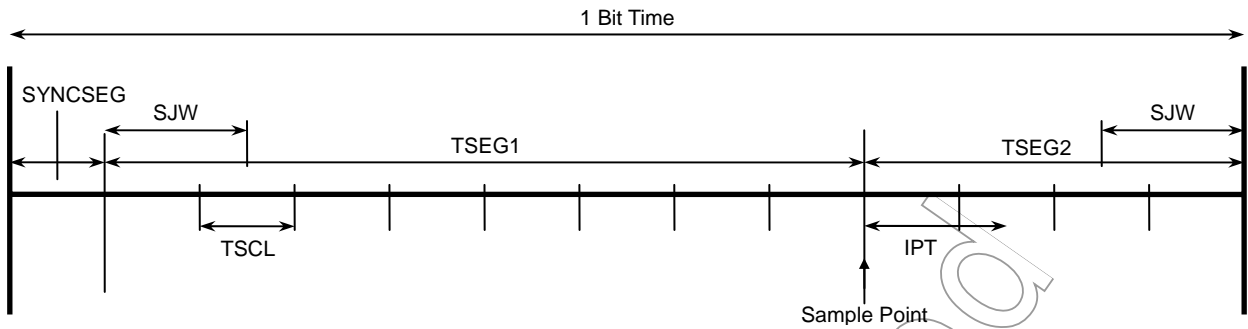 1 Bit Time
SYNCSEG
SJW
SJW
TSEG1
TSEG2
TSCL
IPT
Sample Point